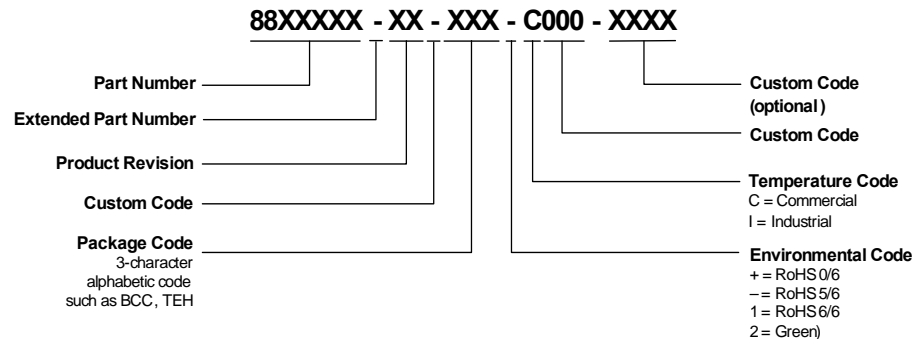 88XXXXX - XX - XXX - C000 - XXXX
Part Number
Extended Part Number
Product Revision
Custom Code
Package Code
3-character
alphabetic code
such as BCC, TEH
Custom Code
(optional)
Custom Code
Temperature Code
C = Commercial
I = Industrial
Environmental Code
+ = RoHS 0/6
– = RoHS 5/6
1 = RoHS 6/6
2 = Green)